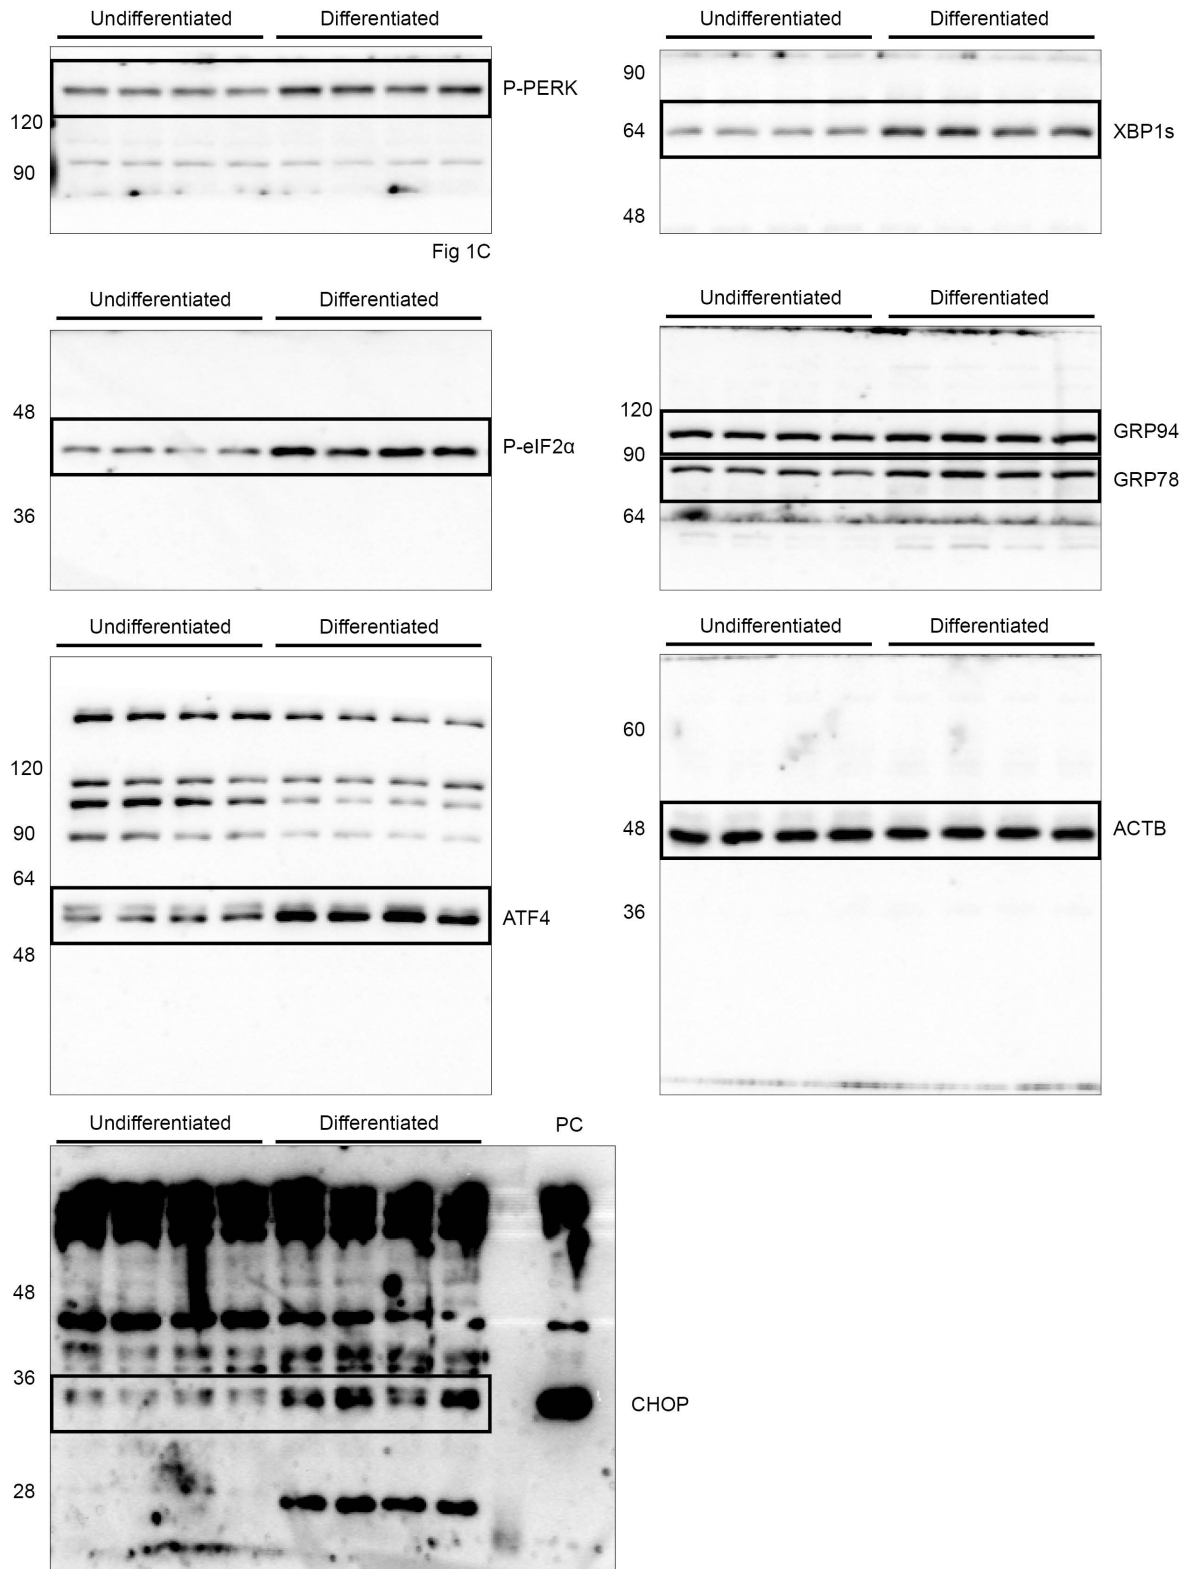 Undifferentiated Differentiated
120
90
P-PERK
Fig 1C
Undifferentiated Differentiated
90
64
48
XBP1s
Undifferentiated Differentiated
48
36
P-eIF2α
Undifferentiated Differentiated
120
90
64
GRP94
GRP78
Undifferentiated Differentiated
120
90
64
48
ATF4
Undifferentiated Differentiated
60
48
36
ACTB
Undifferentiated Differentiated PC
48
36
28
CHOP